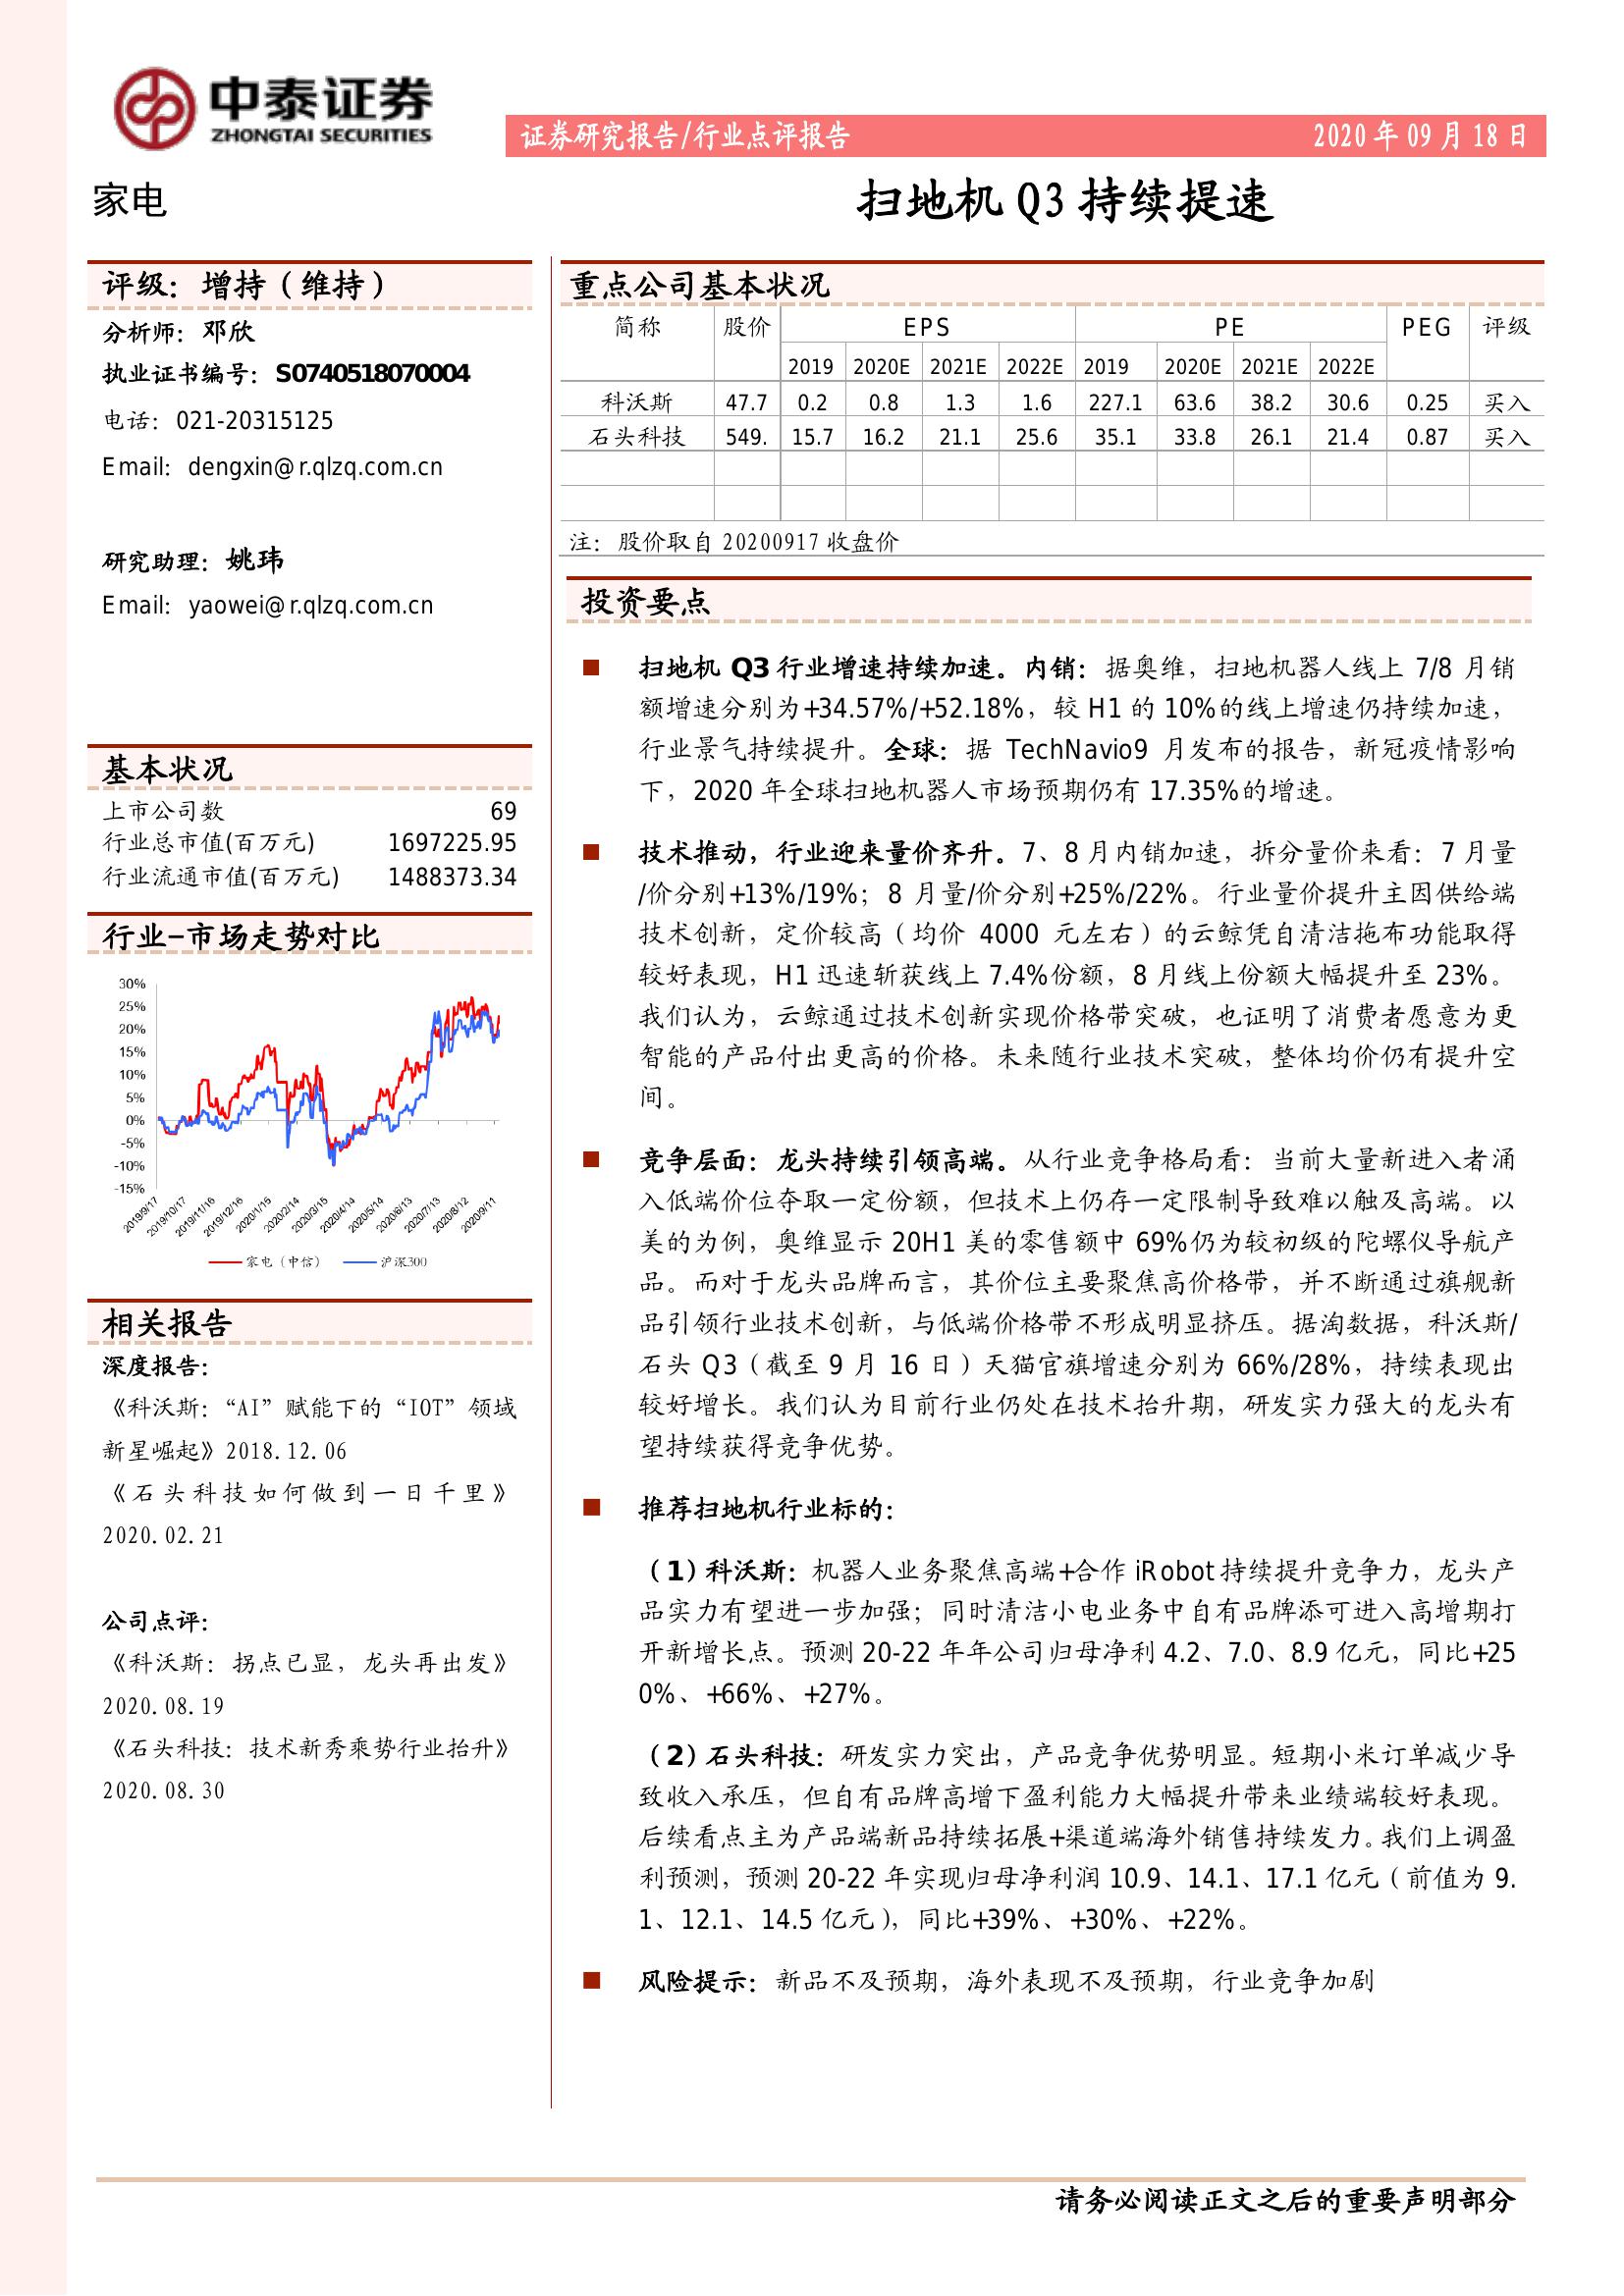 中泰证券
ZHONGTAI SECURITIES
证券研究报告/行业点评报告
2020 年 09 月 18 日
家电
扫地机 Q3 持续提速
评级：增持（维持）
分析师：邓欣
执业证书编号：S0740518070004
电话：021-20315125
Email：dengxin@r.qlzq.com.cn
研究助理：姚玮
Email：yaowei@r.qlzq.com.cn
基本状况
上市公司数 69
行业总市值(百万元) 1697225.95
行业流通市值(百万元) 1488373.34
行业-市场走势对比
30%
25%
20%
15%
10%
5%
0%
-5%
-10%
-15%
2019/9/17
2019/10/17
2019/11/16
2019/12/16
2020/1/15
2020/2/14
2020/3/15
2020/4/14
2020/5/14
2020/6/13
2020/7/13
2020/8/12
2020/9/11
家电（中信） 沪深300
相关报告
深度报告：
《科沃斯：“AI”赋能下的“IOT”领域
新星崛起》2018.12.06
《石头科技如何做到一日千里》
2020.02.21
公司点评：
《科沃斯：拐点已显，龙头再出发》
2020.08.19
《石头科技：技术新秀乘势行业抬升》
2020.08.30
重点公司基本状况
简称 股价 EPS PE PEG 评级
2019 2020E 2021E 2022E 2019 2020E 2021E 2022E
科沃斯 47.7 0.2 0.8 1.3 1.6 227.1 63.6 38.2 30.6 0.25 买入
石头科技 549. 15.7 16.2 21.1 25.6 35.1 33.8 26.1 21.4 0.87 买入
注：股价取自 20200917 收盘价
投资要点
扫地机 Q3 行业增速持续加速。内销：据奥维，扫地机器人线上 7/8 月销
额增速分别为+34.57%/+52.18%，较 H1 的 10%的线上增速仍持续加速，
行业景气持续提升。全球：据 TechNavio9 月发布的报告，新冠疫情影响
下，2020 年全球扫地机器人市场预期仍有 17.35%的增速。
技术推动，行业迎来量价齐升。7、8 月内销加速，拆分量价来看：7 月量
/价分别+13%/19%；8 月量/价分别+25%/22%。行业量价提升主因供给端
技术创新，定价较高（均价 4000 元左右）的云鲸凭自清洁拖布功能取得
较好表现，H1 迅速斩获线上 7.4%份额，8 月线上份额大幅提升至 23%。
我们认为，云鲸通过技术创新实现价格带突破，也证明了消费者愿意为更
智能的产品付出更高的价格。未来随行业技术突破，整体均价仍有提升空
间。
竞争层面：龙头持续引领高端。从行业竞争格局看：当前大量新进入者涌
入低端价位夺取一定份额，但技术上仍存一定限制导致难以触及高端。以
美的为例，奥维显示 20H1 美的零售额中 69%仍为较初级的陀螺仪导航产
品。而对于龙头品牌而言，其价位主要聚焦高价格带，并不断通过旗舰新
品引领行业技术创新，与低端价格带不形成明显挤压。据淘数据，科沃斯/
石头 Q3（截至 9 月 16 日）天猫官旗增速分别为 66%/28%，持续表现出
较好增长。我们认为目前行业仍处在技术抬升期，研发实力强大的龙头有
望持续获得竞争优势。
推荐扫地机行业标的：
（1）科沃斯：机器人业务聚焦高端+合作 iRobot 持续提升竞争力，龙头产
品实力有望进一步加强；同时清洁小电业务中自有品牌添可进入高增期打
开新增长点。预测 20-22 年年公司归母净利 4.2、7.0、8.9 亿元，同比+25
0%、+66%、+27%。
（2）石头科技：研发实力突出，产品竞争优势明显。短期小米订单减少导
致收入承压，但自有品牌高增下盈利能力大幅提升带来业绩端较好表现。
后续看点主为产品端新品持续拓展+渠道端海外销售持续发力。我们上调盈
利预测，预测 20-22 年实现归母净利润 10.9、14.1、17.1 亿元（前值为 9.
1、12.1、14.5 亿元），同比+39%、+30%、+22%。
风险提示：新品不及预期，海外表现不及预期，行业竞争加剧
请务必阅读正文之后的重要声明部分